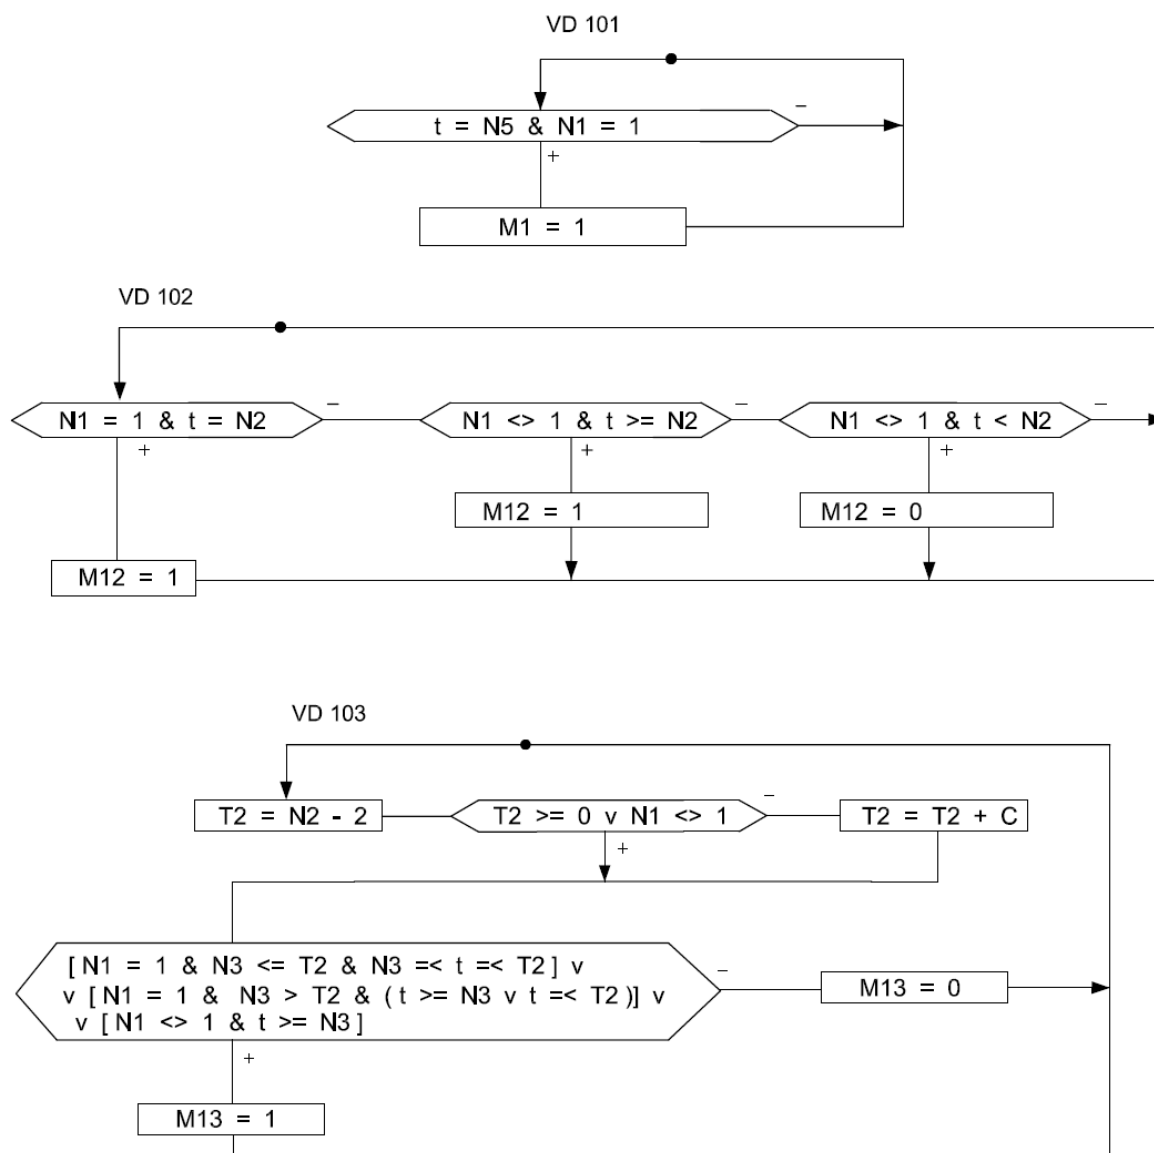 VD 101
–
t = N5 & N1 = 1
+
M1 = 1
VD 102
N1 = 1 & t = N2
–
N1 <> 1 & t >= N2
–
N1 <> 1 & t < N2
–
+
+
+
M12 = 1
M12 = 0
M12 = 1
VD 103
T2 = N2 - 2
T2 >= 0 v N1 <> 1
–
T2 = T2 + C
+
[ N1 = 1 & N3 <= T2 & N3 =< t =< T2 ] v
v [ N1 = 1 & N3 > T2 & ( t >= N3 v t =< T2 )] v
v [ N1 <> 1 & t >= N3 ]
–
M13 = 0
+
M13 = 1